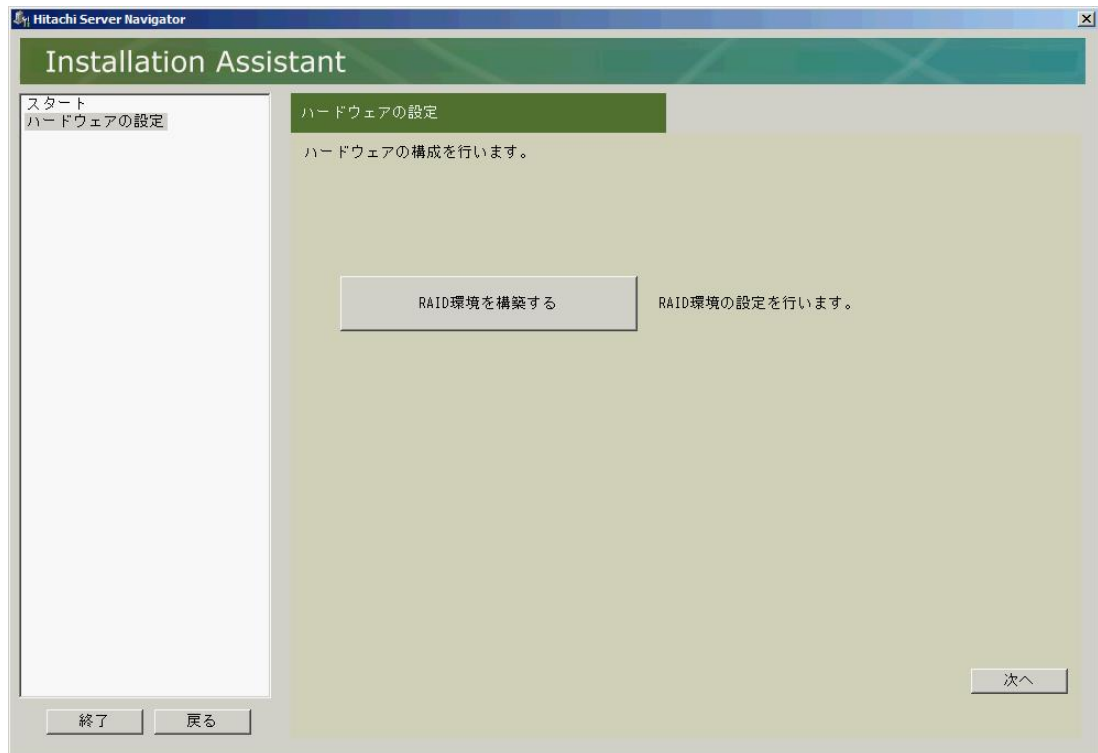 Hitachi Server Navigator
Installation Assistant
スタート
ハードウェアの設定
ハードウェアの設定
ハードウェアの構成を行います。
RAID環境を構築する
RAID環境の設定を行います。
次へ
終了
戻る